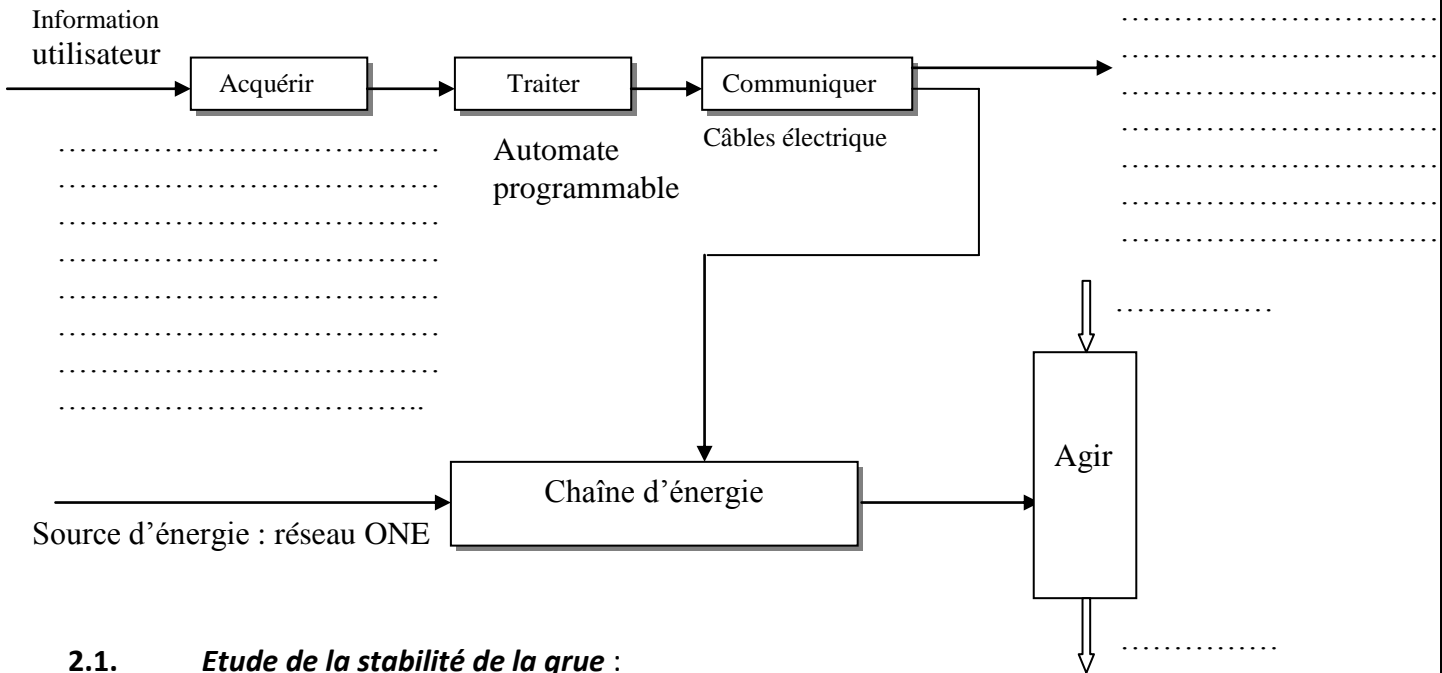 Information
utilisateur
Acquérir
Traiter
Communiquer
Automate
programmable
Câbles électrique
……………………………………
……………………………………
……………………………………
……………………………………
……………………………………
……………………………………
……………………………………
…………………………………..
………………………………
………………………………
………………………………
………………………………
………………………………
………………………………
………………………………
……………
Agir
Chaîne d’énergie
Source d’énergie : réseau ONE
……………
2.1. Etude de la stabilité de la grue :